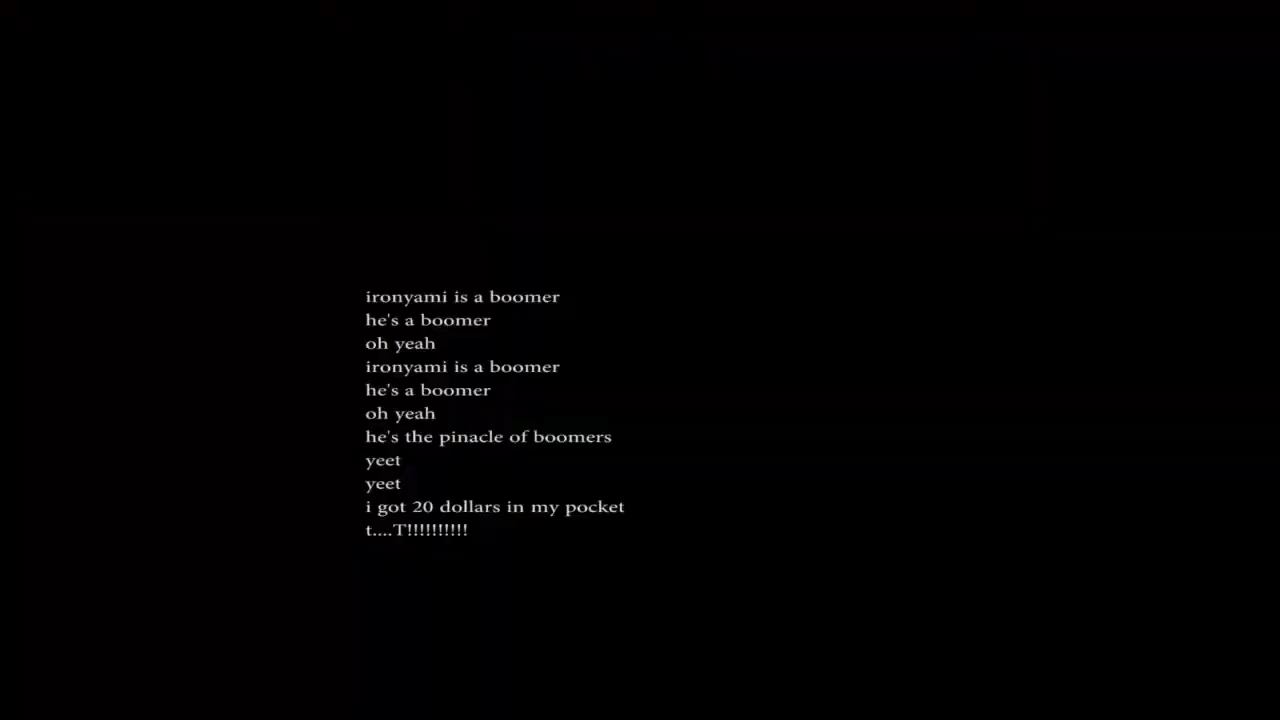 ironyami is a boomer
he's a boomer
oh yeah
ironyami is a boomer
he's a boomer
oh yeah
he's the pinacle of boomers
yeet
yeet
i got 20 dollars in my pocket
t....T!!!!!!!!!!